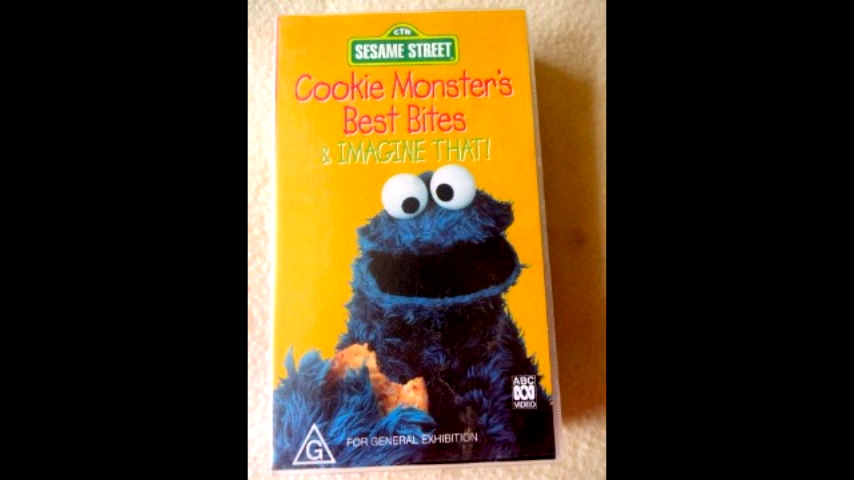 CTW
SESAME STREET
Cookie Monster's
Best Bites
& IMAGINE THAT!
ABC
VIDEO
G
FOR GENERAL EXHIBITION